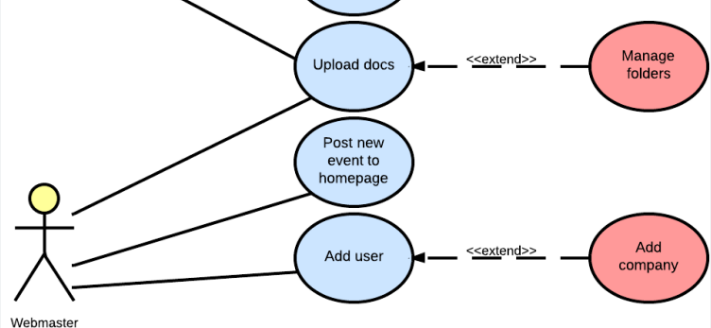 Upload docs
<<extend>>
Manage
folders
Post new
event to
homepage
Add user
<<extend>>
Add
company
Webmaster